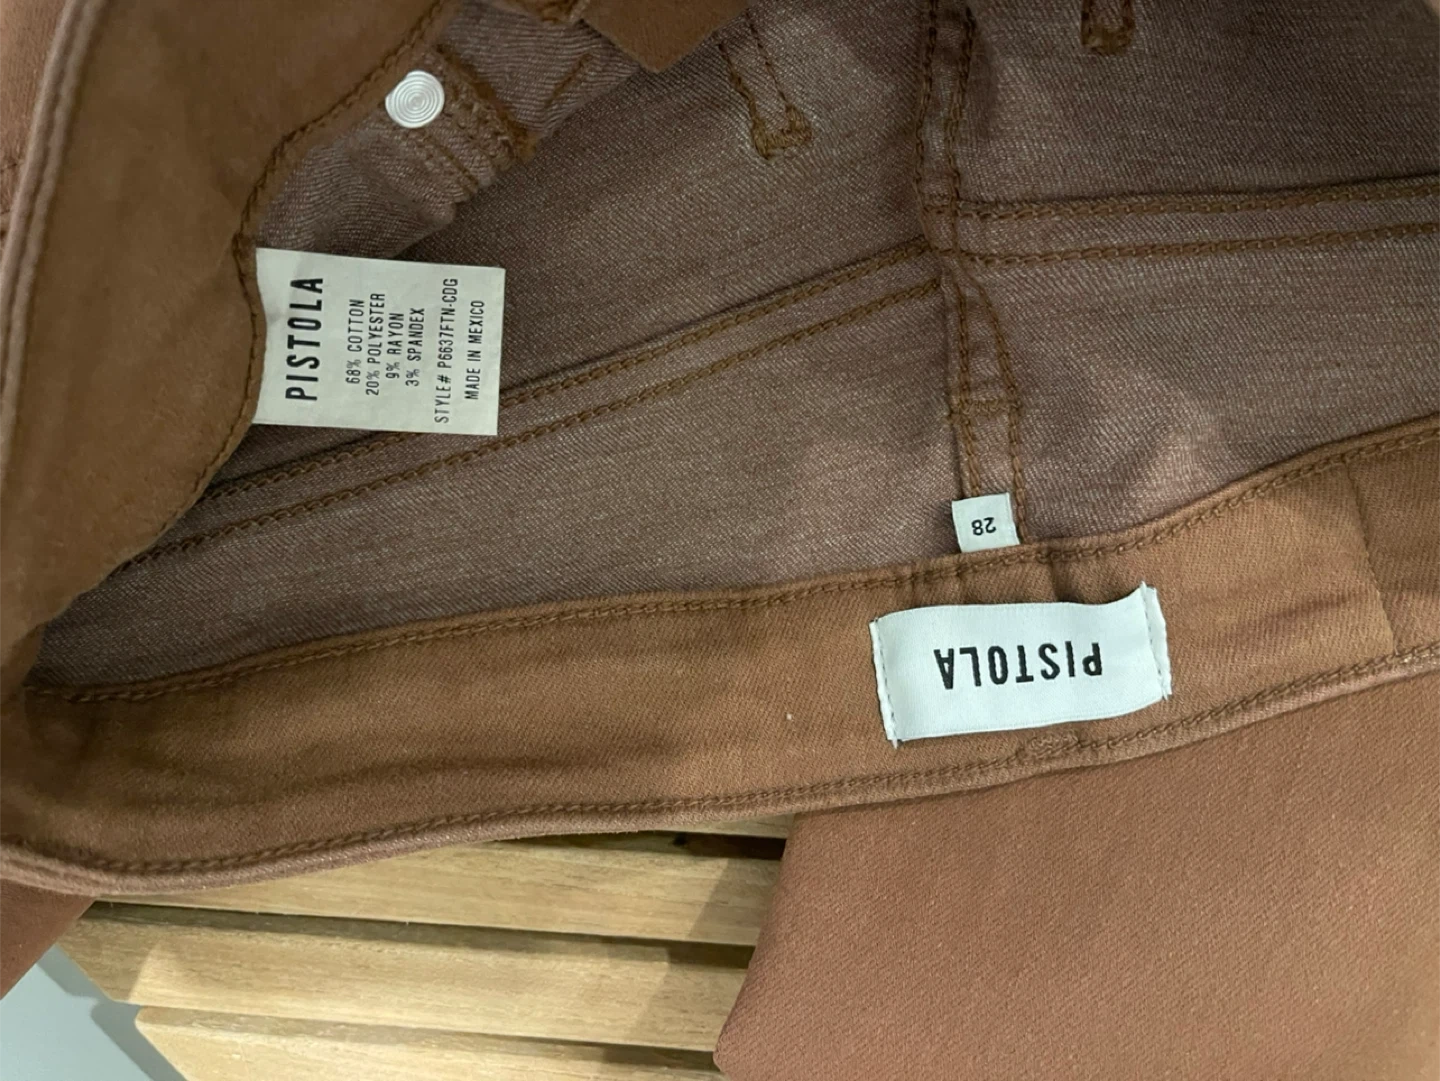 PISTOLA
68% COTTON
20% POLYESTER
9% RAYON
3% SPANDEX
STYLE# P6637FTN-CDG
MADE IN MEXICO
28
PISTOLA